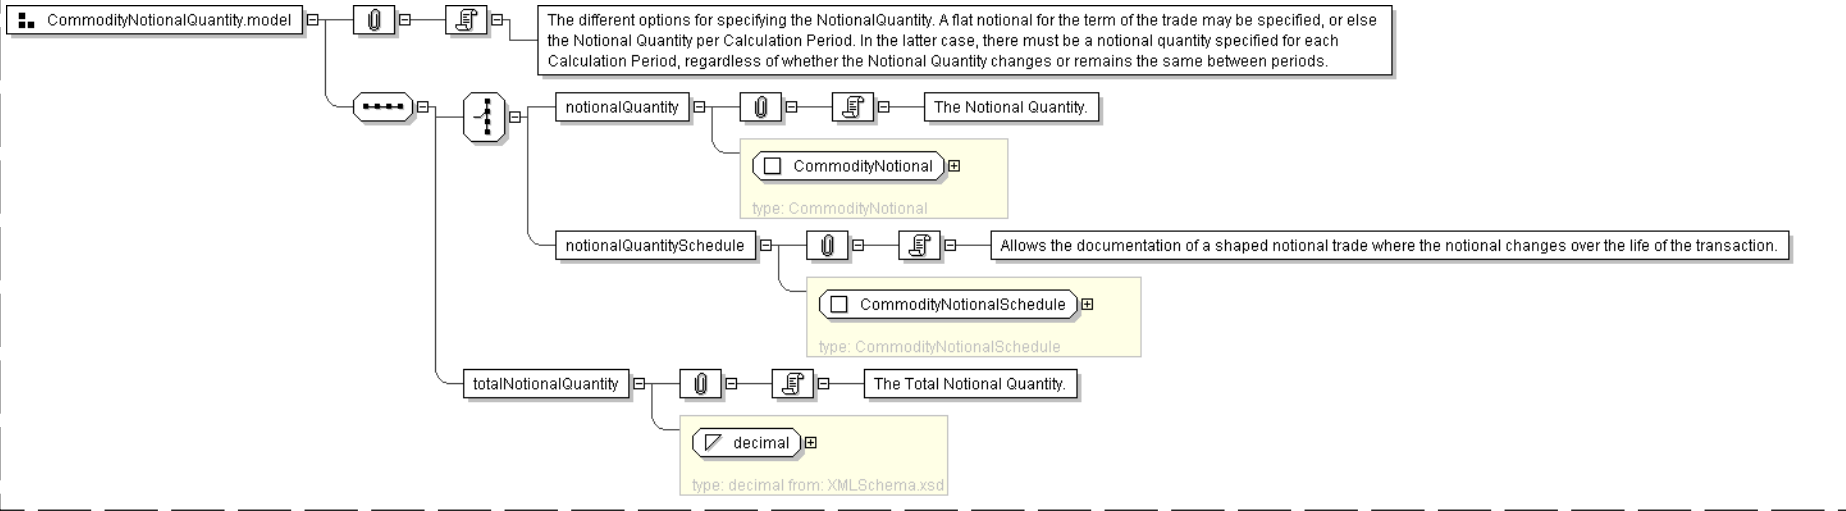 CommodityNotionalQuantity.model
The different options for specifying the NotionalQuantity. A flat notional for the term of the trade may be specified, or else
the Notional Quantity per Calculation Period. In the latter case, there must be a notional quantity specified for each
Calculation Period, regardless of whether the Notional Quantity changes or remains the same between periods.
notionalQuantity
The Notional Quantity.
CommodityNotional
type: CommodityNotional
notionalQuantitySchedule
Allows the documentation of a shaped notional trade where the notional changes over the life of the transaction.
CommodityNotionalSchedule
type: CommodityNotionalSchedule
totalNotionalQuantity
The Total Notional Quantity.
decimal
type: decimal from: XMLSchema.xsd